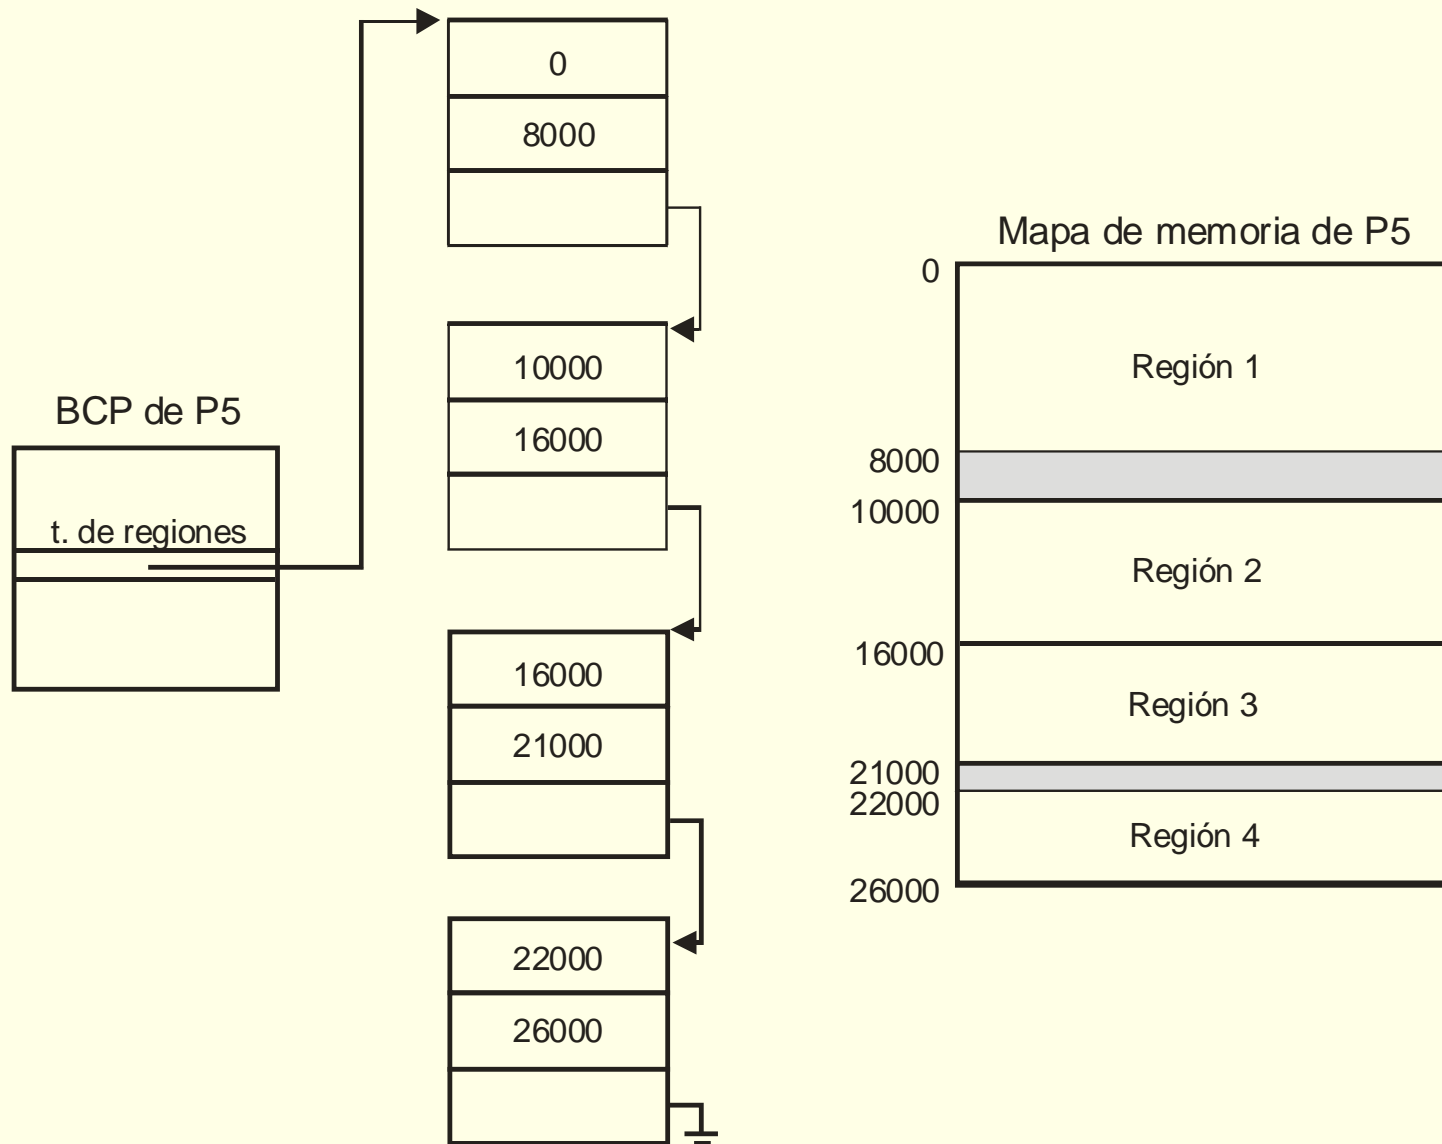 0
8000
10000
16000
16000
21000
22000
26000
BCP de P5
t. de regiones
Mapa de memoria de P5
0
Región 1
8000
10000
Región 2
16000
Región 3
21000
22000
Región 4
26000